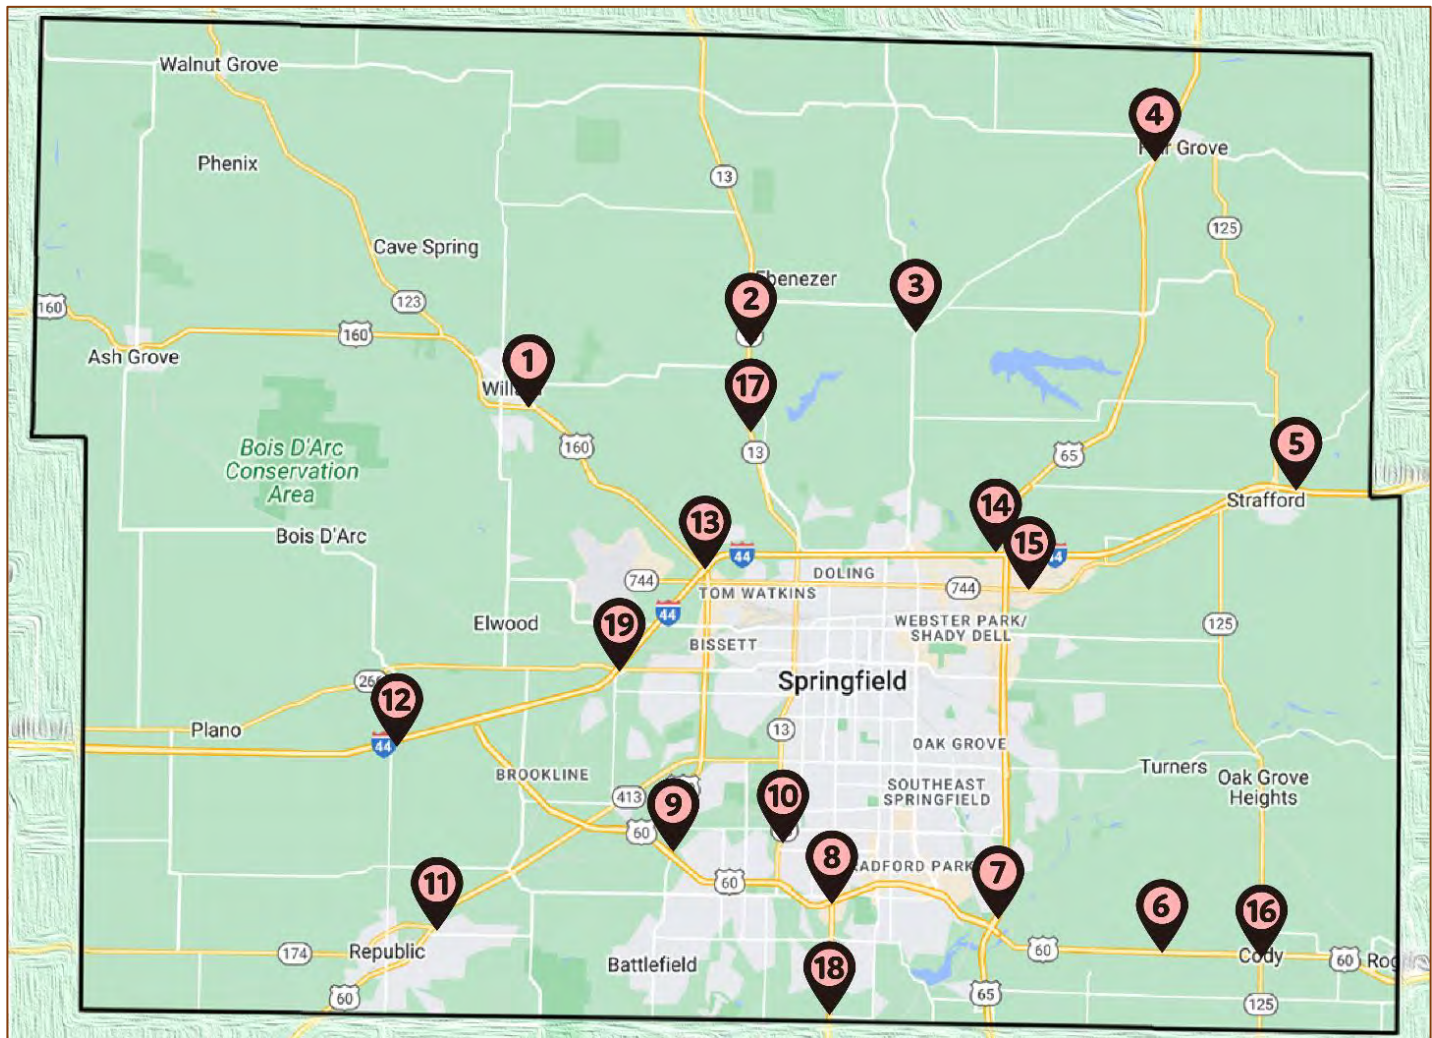 Walnut Grove
4
Fair Grove
Phenix
13
125
Cave Spring
Ebenezer
3
2
123
160
160
Ash Grove
1
17
160
13
65
5
Bois D'Arc
Conservation
Area
Strafford
14
13
Bois D'Arc
15
44
DOLING
744
TOM WATKINS
744
44
19
Elwood
WEBSTER PARK/
SHADY DELL
125
BISSETT
Springfield
12
Plano
13
44
OAK GROVE
BROOKLINE
Turners
Oak Grove
Heights
SOUTHEAST
SPRINGFIELD
413
10
9
60
8
7
11
60
6
16
174
Republic
60
Cody
60
Battlefield
18
60
65
125